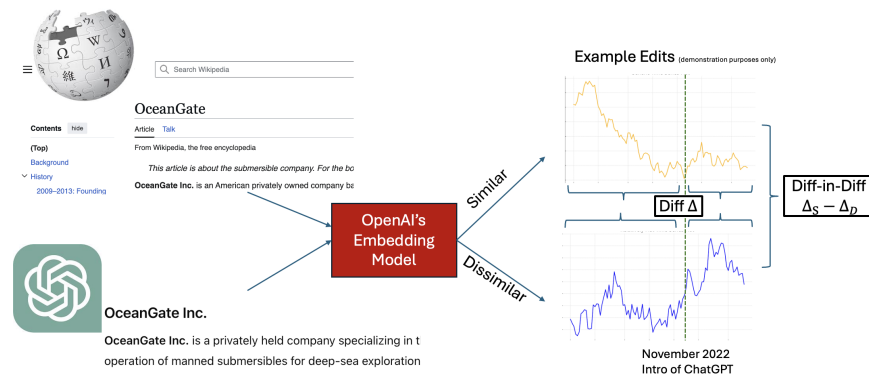 Ω
W
И
維
Search Wikipedia
OceanGate
Contents hide
Article Talk
(Top)
From Wikipedia, the free encyclopedia
Background
This article is about the submersible company. For the bo
History
OceanGate Inc. is an American privately owned company ba
2009–2013: Founding
OpenAI's
Embedding
Model
OceanGate Inc.
OceanGate Inc. is a privately held company specializing in t
operation of manned submersibles for deep-sea exploration
Similar
Dissimilar
Example Edits (demonstration purposes only)
Diff Δ
Diff-in-Diff
Δ_S − Δ_D
November 2022
Intro of ChatGPT